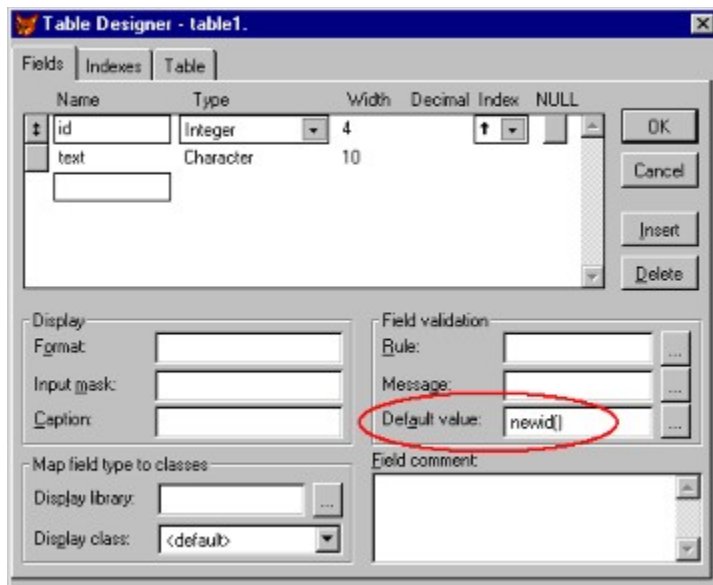 Table Designer - table1.
Fields Indexes Table
Name Type Width Decimal Index NULL
id Integer 4
text Character 10
OK
Cancel
Insert
Delete
Display
Format:
Input mask:
Caption:
Field validation
Rule: ...
Message: ...
Default value: newid() ...
Map field type to classes
Display library: ...
Display class: <default>
Field comment: